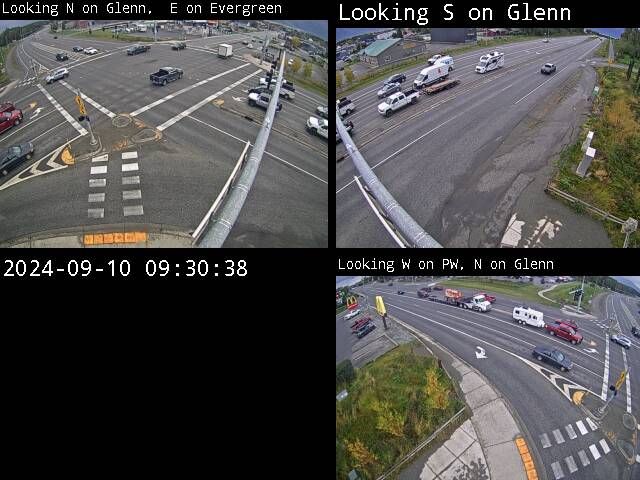 Looking N on Glenn,  E on Evergreen
Looking S on Glenn
2024-09-10 09:30:38
Looking W on PW, N on Glenn